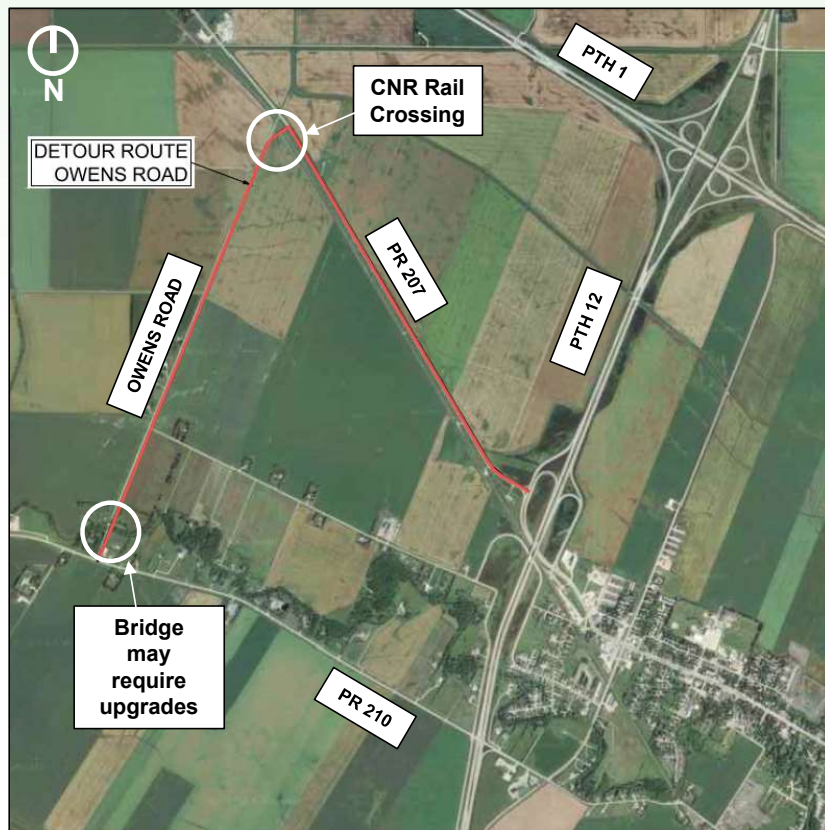 N
PTH 1
CNR Rail
Crossing
DETOUR ROUTE
OWENS ROAD
PR 207
OWENS ROAD
PTH 12
Bridge
may
require
upgrades
PR 210